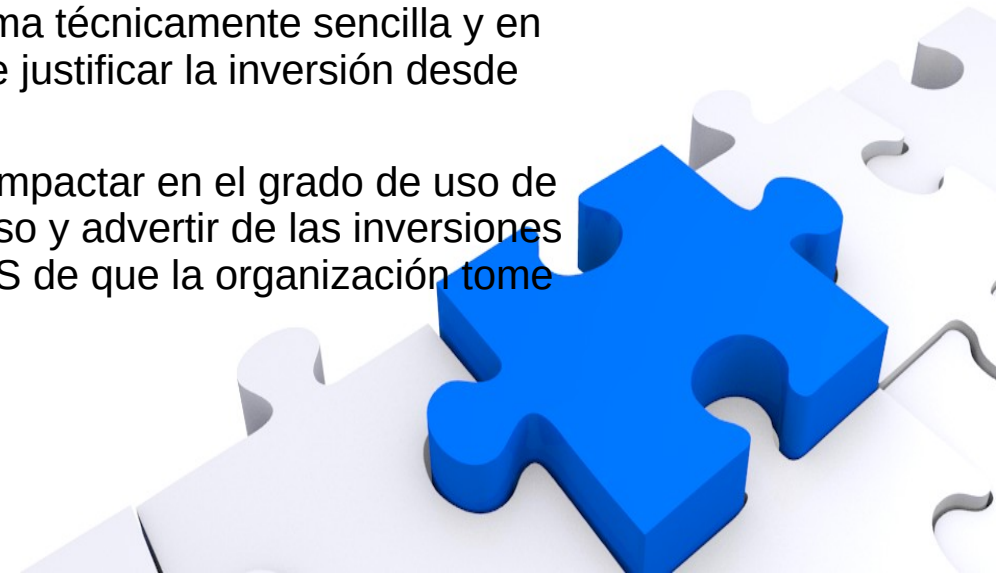 ma técnicamente sencilla y en
e justificar la inversión desde
mpactar en el grado de uso de
so y advertir de las inversiones
S de que la organización tome